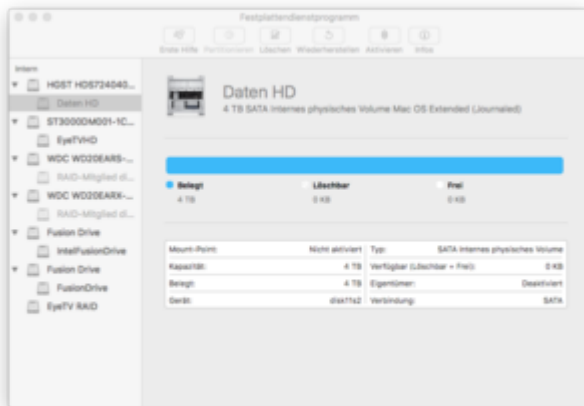 Festplattendienstprogramm
Erste Hilfe Partitionieren Löschen Wiederherstellen Aktivieren Infos
Intern
HGST HDS724040...
Daten HD
ST3000DM001-1C...
EyeTVHD
WDC WD20EARS-...
RAID-Mitglied di...
WDC WD20EARX-...
RAID-Mitglied di...
Fusion Drive
IntelFusionDrive
Fusion Drive
FusionDrive
EyeTV RAID
Daten HD
4 TB SATA Internes physisches Volume Mac OS Extended (Journaled)
Belegt Löschbar Frei
4 TB 0 KB 0 KB
Mount-Point: Nicht aktiviert Typ: SATA Internes physisches Volume
Kapazität: 4 TB Verfügbar (Löschbar + Frei): 0 KB
Belegt: 4 TB Eigentümer: Deaktiviert
Gerät: disk11s2 Verbindung: SATA